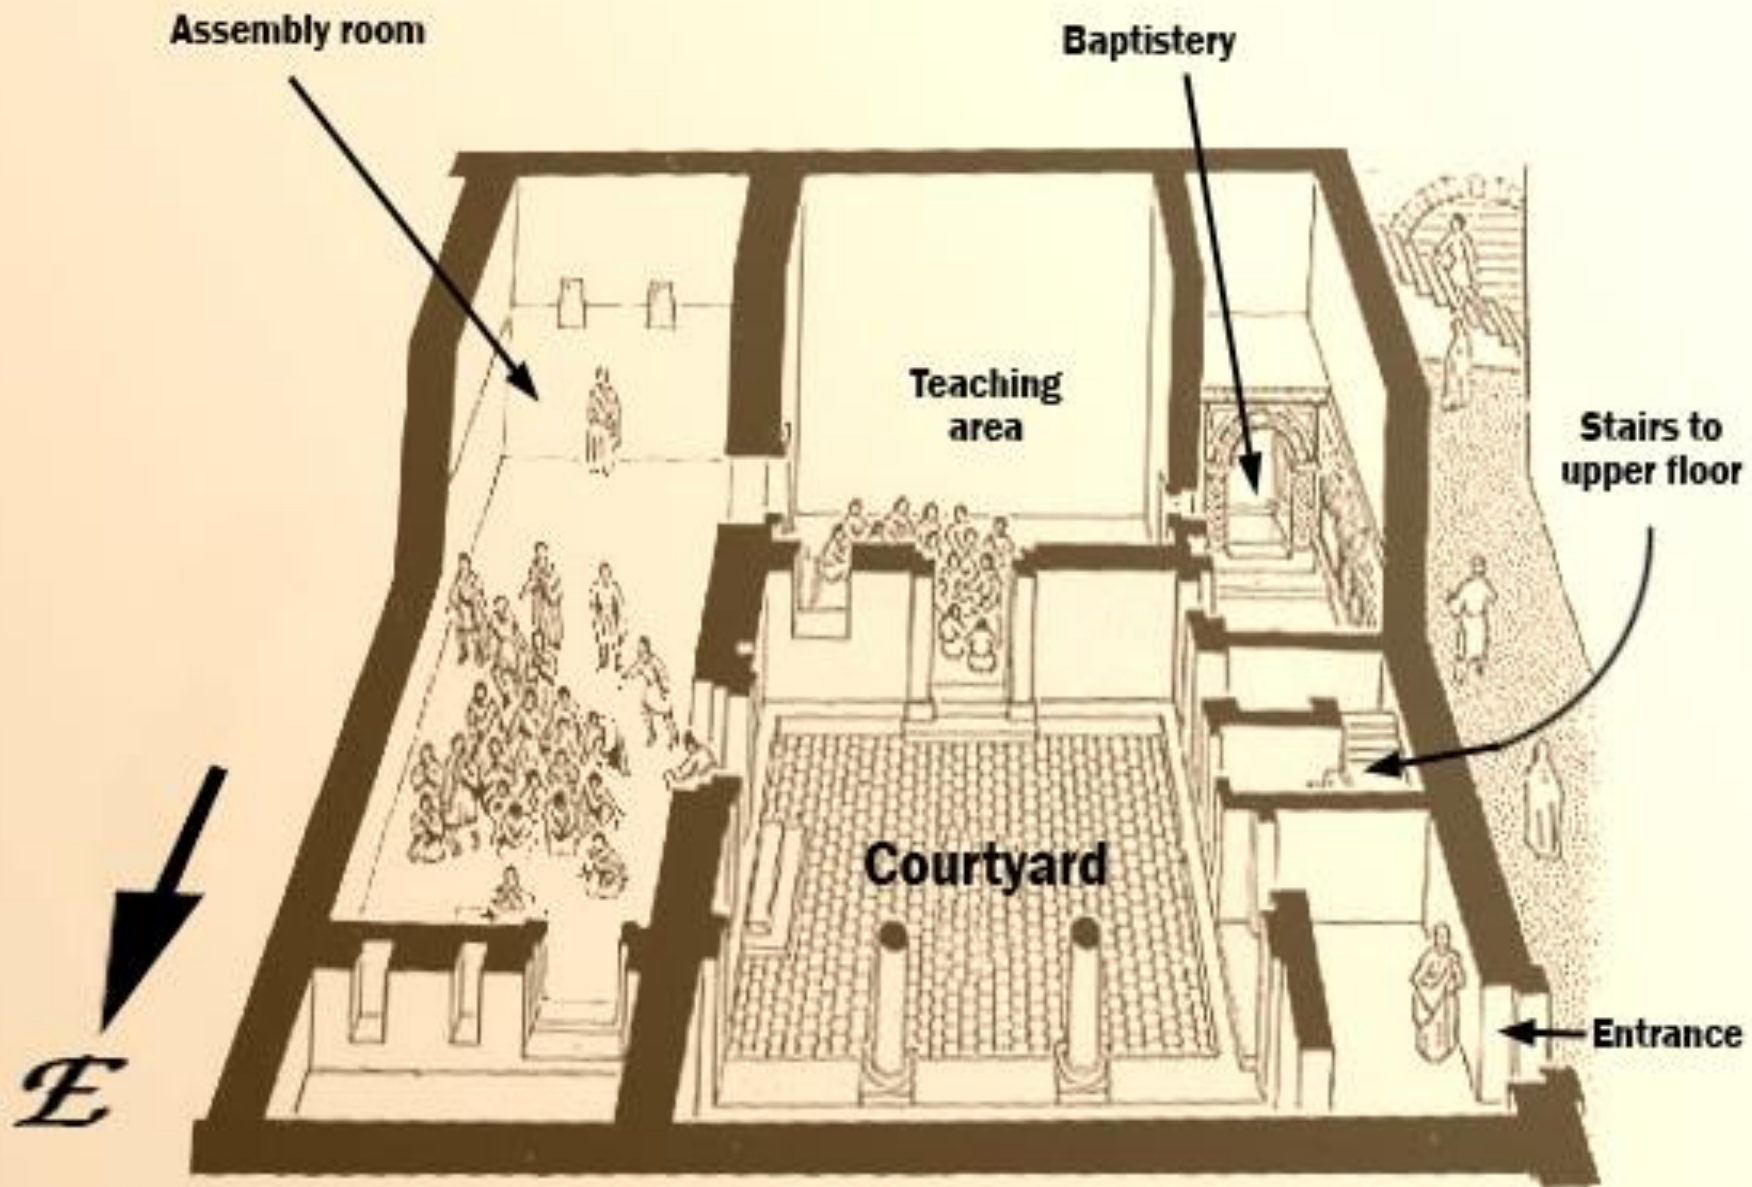 Assembly room
Baptistery
Teaching
area
Stairs to
upper floor
Courtyard
Entrance
E